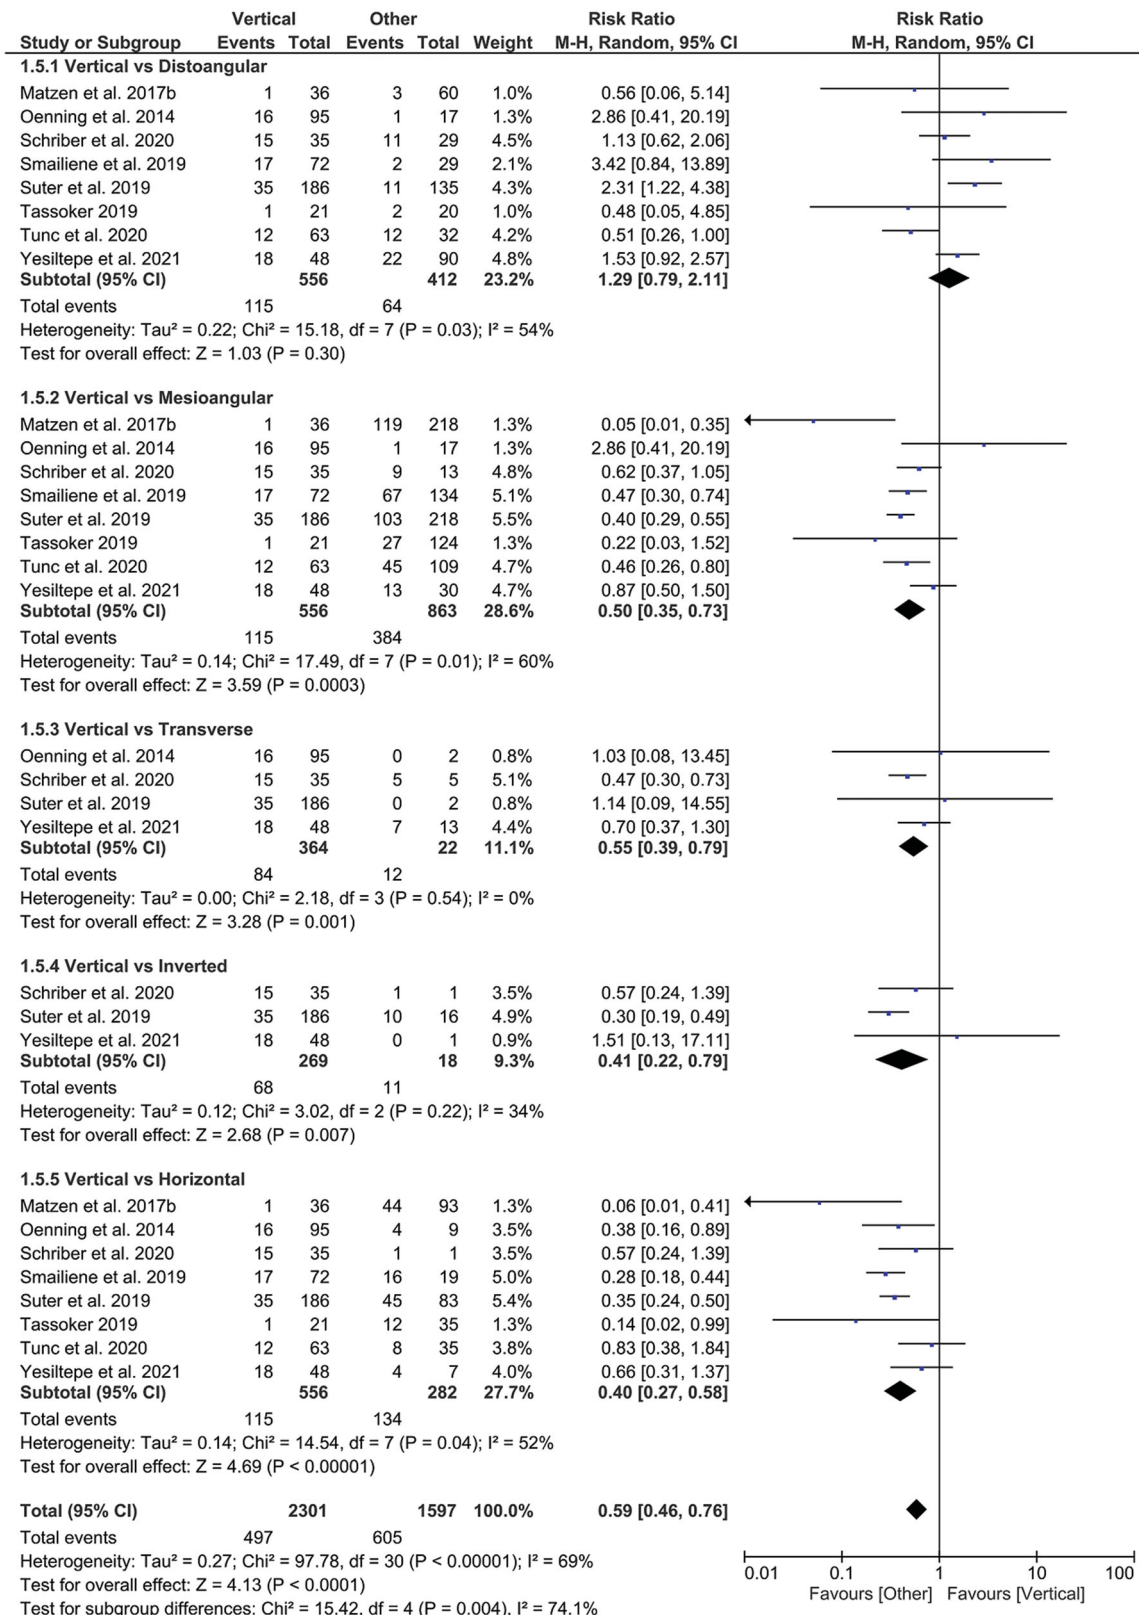 Vertical Other Risk Ratio Risk Ratio
Study or Subgroup Events Total Events Total Weight M-H, Random, 95% CI M-H, Random, 95% CI
1.5.1 Vertical vs Distoangular
Matzen et al. 2017b 1 36 3 60 1.0% 0.56 [0.06, 5.14]
Oenning et al. 2014 16 95 1 17 1.3% 2.86 [0.41, 20.19]
Schriber et al. 2020 15 35 11 29 4.5% 1.13 [0.62, 2.06]
Smailiene et al. 2019 17 72 2 29 2.1% 3.42 [0.84, 13.89]
Suter et al. 2019 35 186 11 135 4.3% 2.31 [1.22, 4.38]
Tassoker 2019 1 21 2 20 1.0% 0.48 [0.05, 4.85]
Tunc et al. 2020 12 63 12 32 4.2% 0.51 [0.26, 1.00]
Yesiltepe et al. 2021 18 48 22 90 4.8% 1.53 [0.92, 2.57]
Subtotal (95% CI) 556 412 23.2% 1.29 [0.79, 2.11]
Total events 115 64
Heterogeneity: Tau² = 0.22; Chi² = 15.18, df = 7 (P = 0.03); I² = 54%
Test for overall effect: Z = 1.03 (P = 0.30)
1.5.2 Vertical vs Mesioangular
Matzen et al. 2017b 1 36 119 218 1.3% 0.05 [0.01, 0.35]
Oenning et al. 2014 16 95 1 17 1.3% 2.86 [0.41, 20.19]
Schriber et al. 2020 15 35 9 13 4.8% 0.62 [0.37, 1.05]
Smailiene et al. 2019 17 72 67 134 5.1% 0.47 [0.30, 0.74]
Suter et al. 2019 35 186 103 218 5.5% 0.40 [0.29, 0.55]
Tassoker 2019 1 21 27 124 1.3% 0.22 [0.03, 1.52]
Tunc et al. 2020 12 63 45 109 4.7% 0.46 [0.26, 0.80]
Yesiltepe et al. 2021 18 48 13 30 4.7% 0.87 [0.50, 1.50]
Subtotal (95% CI) 556 863 28.6% 0.50 [0.35, 0.73]
Total events 115 384
Heterogeneity: Tau² = 0.14; Chi² = 17.49, df = 7 (P = 0.01); I² = 60%
Test for overall effect: Z = 3.59 (P = 0.0003)
1.5.3 Vertical vs Transverse
Oenning et al. 2014 16 95 0 2 0.8% 1.03 [0.08, 13.45]
Schriber et al. 2020 15 35 5 5 5.1% 0.47 [0.30, 0.73]
Suter et al. 2019 35 186 0 2 0.8% 1.14 [0.09, 14.55]
Yesiltepe et al. 2021 18 48 7 13 4.4% 0.70 [0.37, 1.30]
Subtotal (95% CI) 364 22 11.1% 0.55 [0.39, 0.79]
Total events 84 12
Heterogeneity: Tau² = 0.00; Chi² = 2.18, df = 3 (P = 0.54); I² = 0%
Test for overall effect: Z = 3.28 (P = 0.001)
1.5.4 Vertical vs Inverted
Schriber et al. 2020 15 35 1 1 3.5% 0.57 [0.24, 1.39]
Suter et al. 2019 35 186 10 16 4.9% 0.30 [0.19, 0.49]
Yesiltepe et al. 2021 18 48 0 1 0.9% 1.51 [0.13, 17.11]
Subtotal (95% CI) 269 18 9.3% 0.41 [0.22, 0.79]
Total events 68 11
Heterogeneity: Tau² = 0.12; Chi² = 3.02, df = 2 (P = 0.22); I² = 34%
Test for overall effect: Z = 2.68 (P = 0.007)
1.5.5 Vertical vs Horizontal
Matzen et al. 2017b 1 36 44 93 1.3% 0.06 [0.01, 0.41]
Oenning et al. 2014 16 95 4 9 3.5% 0.38 [0.16, 0.89]
Schriber et al. 2020 15 35 1 1 3.5% 0.57 [0.24, 1.39]
Smailiene et al. 2019 17 72 16 19 5.0% 0.28 [0.18, 0.44]
Suter et al. 2019 35 186 45 83 5.4% 0.35 [0.24, 0.50]
Tassoker 2019 1 21 12 35 1.3% 0.14 [0.02, 0.99]
Tunc et al. 2020 12 63 8 35 3.8% 0.83 [0.38, 1.84]
Yesiltepe et al. 2021 18 48 4 7 4.0% 0.66 [0.31, 1.37]
Subtotal (95% CI) 556 282 27.7% 0.40 [0.27, 0.58]
Total events 115 134
Heterogeneity: Tau² = 0.14; Chi² = 14.54, df = 7 (P = 0.04); I² = 52%
Test for overall effect: Z = 4.69 (P < 0.00001)
Total (95% CI) 2301 1597 100.0% 0.59 [0.46, 0.76]
Total events 497 605
Heterogeneity: Tau² = 0.27; Chi² = 97.78, df = 30 (P < 0.00001); I² = 69%
Test for overall effect: Z = 4.13 (P < 0.0001)
Test for subgroup differences: Chi² = 15.42, df = 4 (P = 0.004), I² = 74.1%
0.01 0.1 1 10 100
Favours [Other] Favours [Vertical]